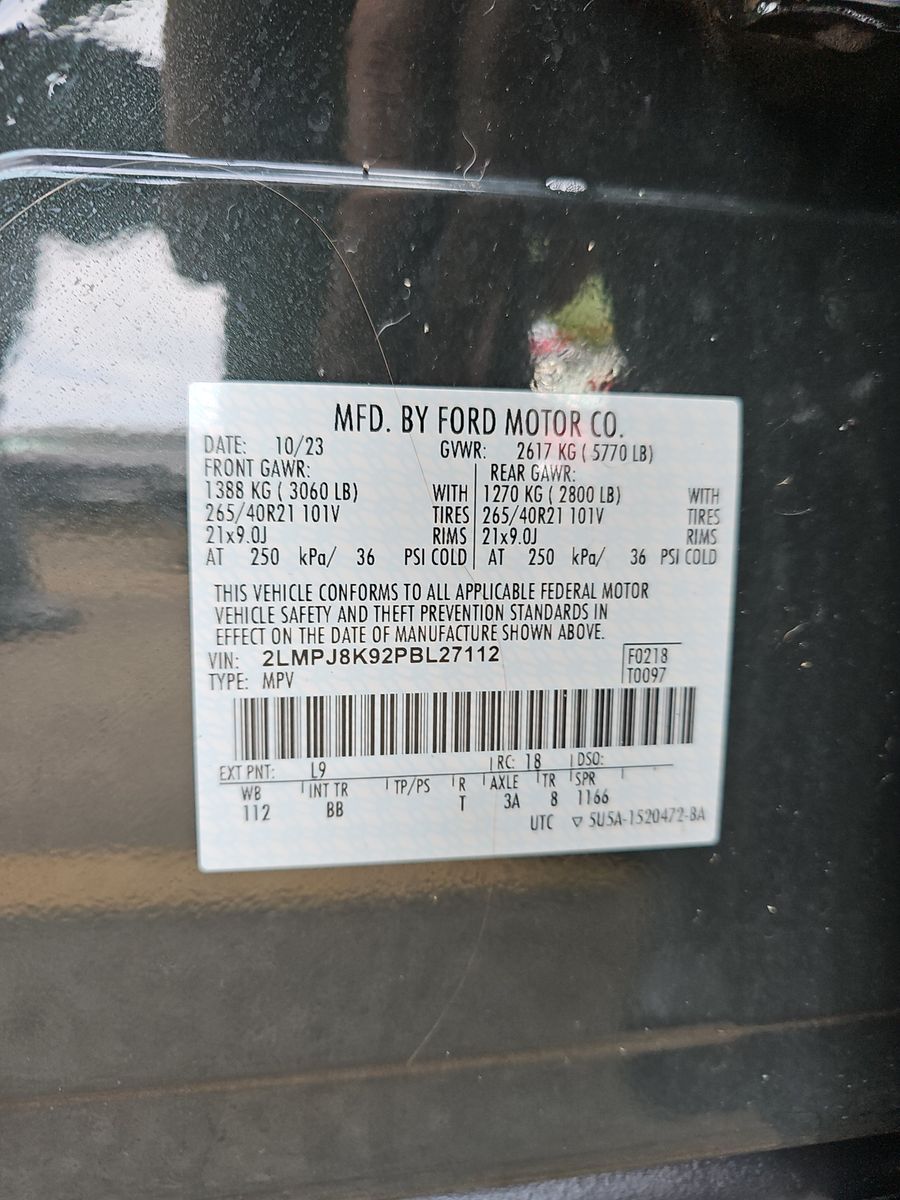 MFD. BY FORD MOTOR CO.
DATE: 10/23 GVWR: 2617 KG ( 5770 LB)
FRONT GAWR: REAR GAWR:
1388 KG ( 3060 LB) WITH 1270 KG ( 2800 LB) WITH
265/40R21 101V TIRES 265/40R21 101V TIRES
21x9.0J RIMS 21x9.0J RIMS
AT 250 kPa/ 36 PSI COLD AT 250 kPa/ 36 PSI COLD
THIS VEHICLE CONFORMS TO ALL APPLICABLE FEDERAL MOTOR
VEHICLE SAFETY AND THEFT PREVENTION STANDARDS IN
EFFECT ON THE DATE OF MANUFACTURE SHOWN ABOVE.
VIN: 2LMPJ8K92PBL27112 F0218
TYPE: MPV T0097
EXT PNT: L9 RC: 18 DSO:
WB INT TR TP/PS R AXLE TR SPR
112 BB T 3A 8 1166
UTC ▽ 5U5A-1520472-BA